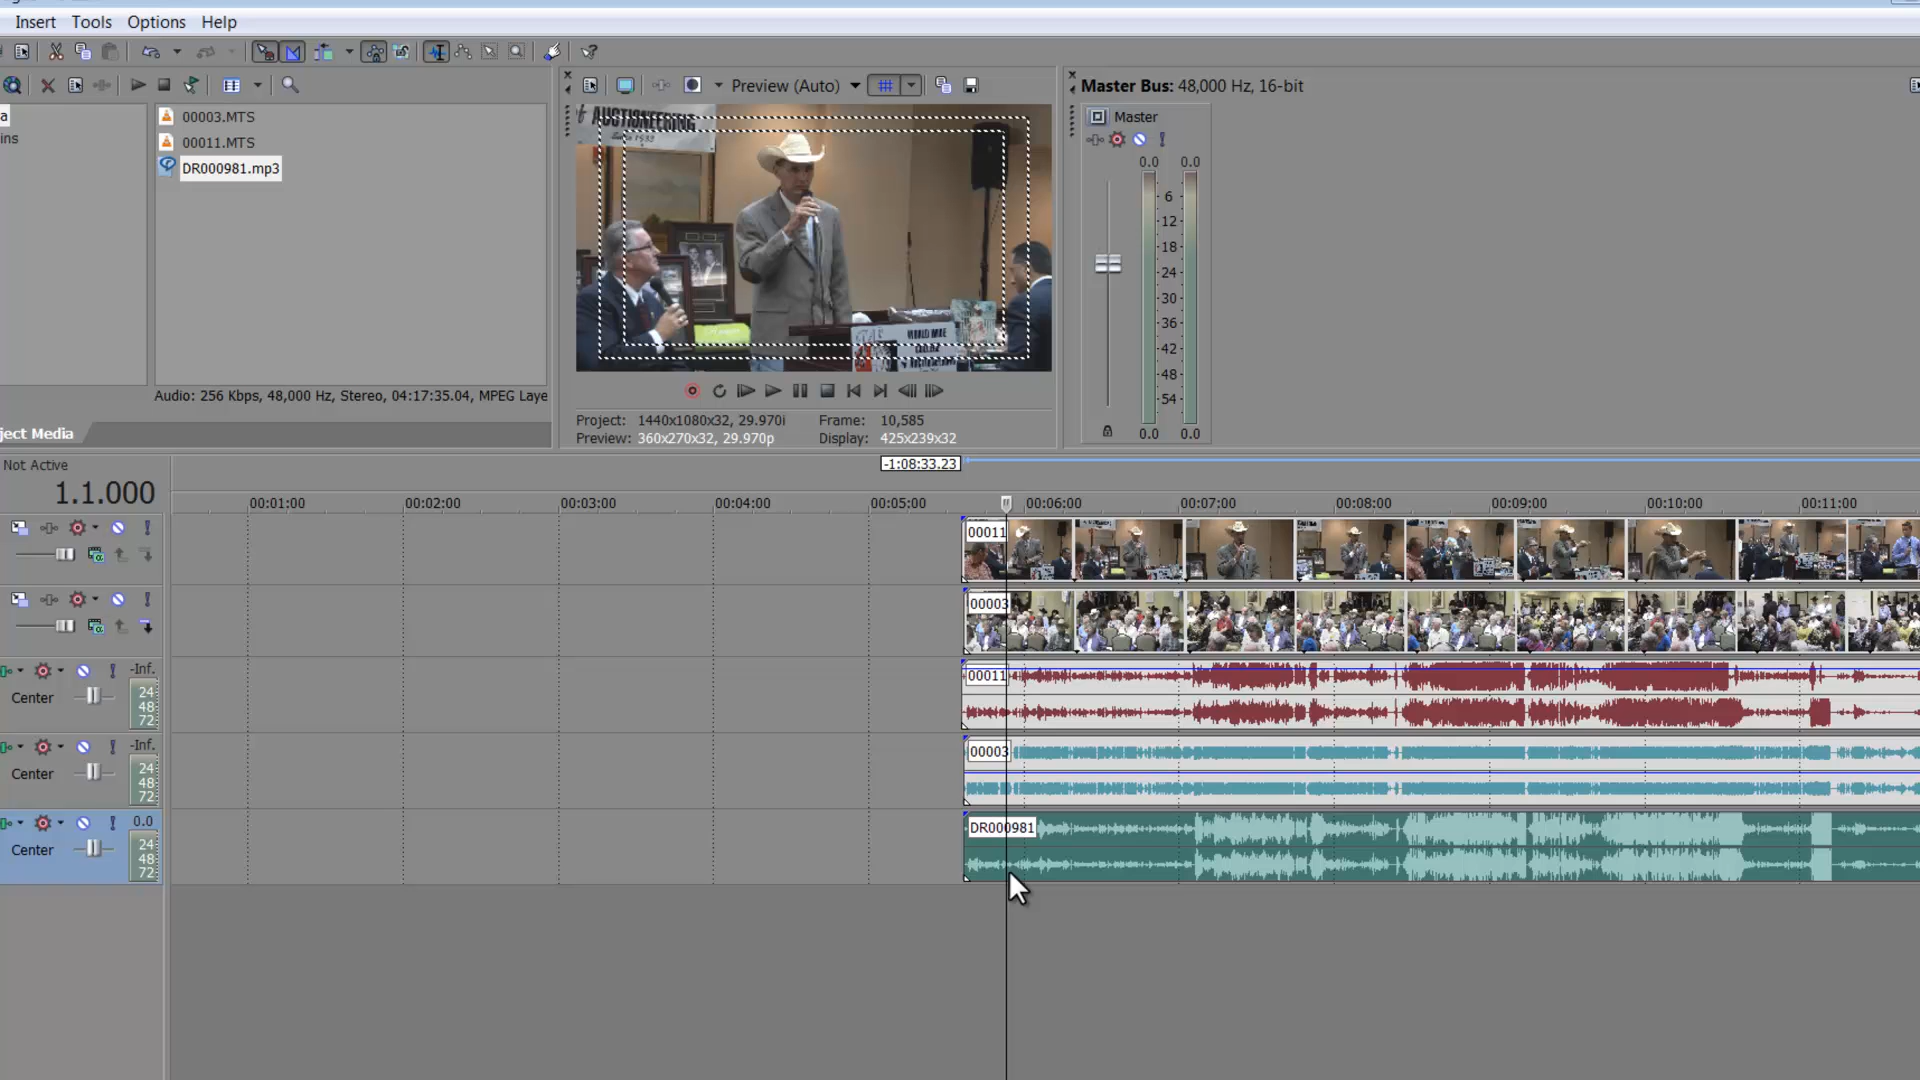 Insert Tools Options Help
Preview (Auto)
Master Bus: 48,000 Hz, 16-bit
a
ins
00003.MTS
00011.MTS
DR000981.mp3
AUCTIONEERING
WORLD WIDE
Master
0.0 0.0
6
12
18
24
30
36
42
48
54
0.0 0.0
Audio: 256 Kbps, 48,000 Hz, Stereo, 04:17:35.04, MPEG Laye
ject Media
Project: 1440x1080x32, 29.970i Frame: 10,585
Preview: 360x270x32, 29.970p Display: 425x239x32
Not Active
-1:08:33.23
1.1.000
00:01:00 00:02:00 00:03:00 00:04:00 00:05:00 00:06:00 00:07:00 00:08:00 00:09:00 00:10:00 00:11:00
00011
00003
-Inf.
00011
Center
24
48
72
-Inf.
00003
Center
24
48
72
0.0
DR000981
Center
24
48
72